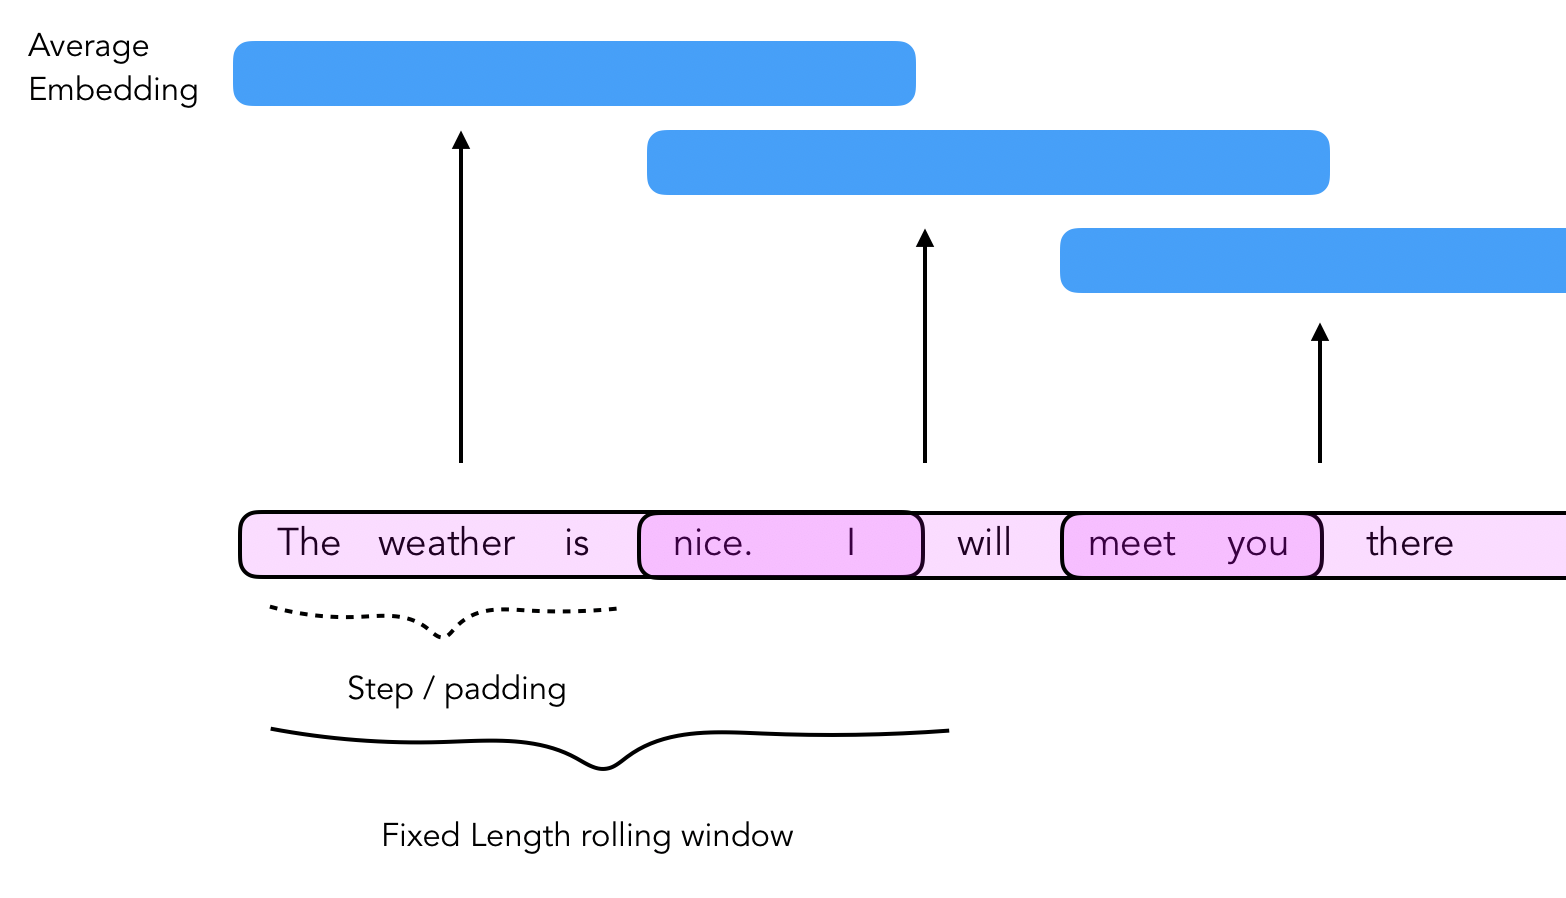 Average
Embedding
The weather is nice. I will meet you there
Step / padding
Fixed Length rolling window